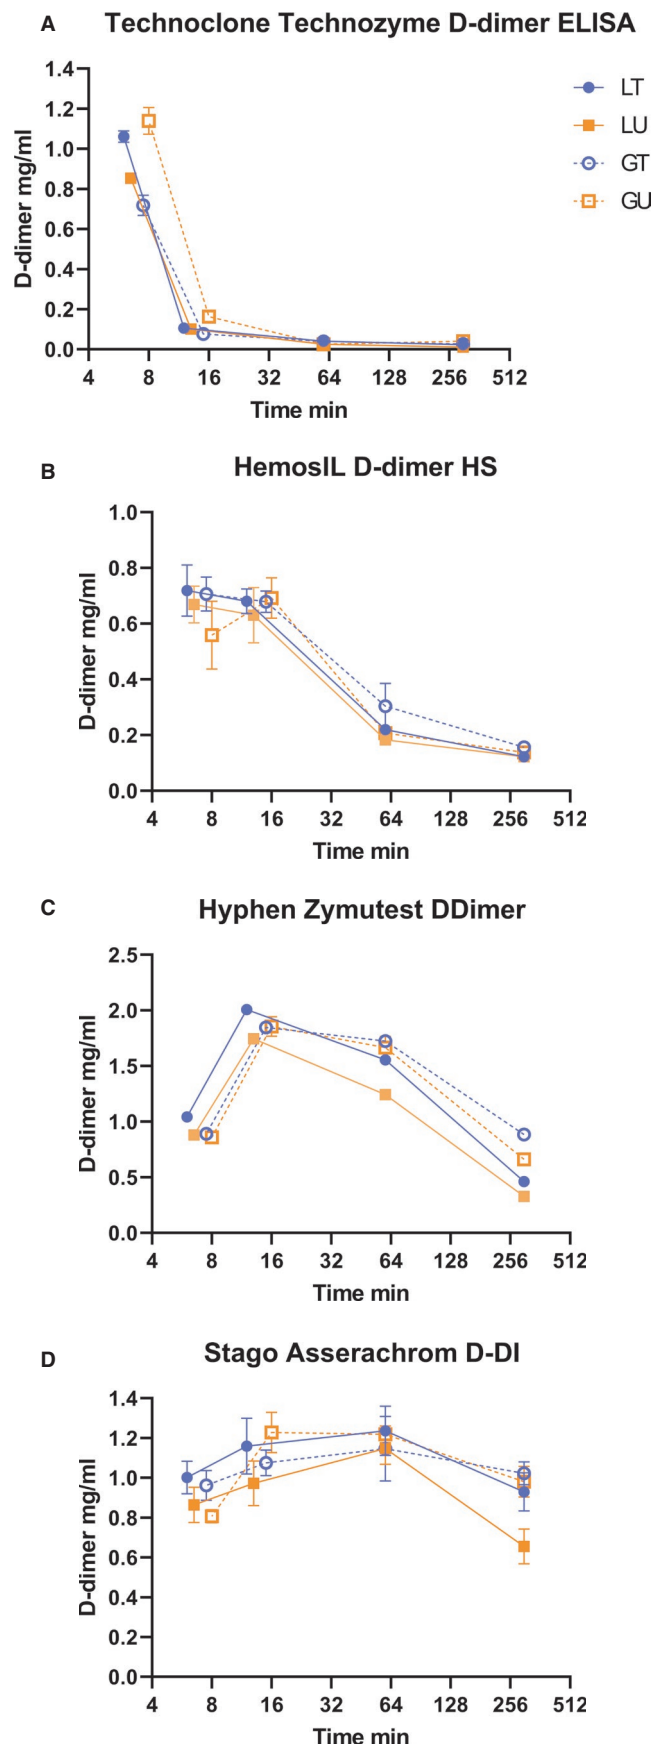 A Technoclone Technozyme D-dimer ELISA
1.4
1.2
1.0
0.8
0.6
0.4
0.2
0.0
D-dimer mg/ml
4 8 16 32 64 128 256 512
Time min
LT
LU
GT
GU
B HemosIL D-dimer HS
1.0
0.8
0.6
0.4
0.2
0.0
D-dimer mg/ml
4 8 16 32 64 128 256 512
Time min
C Hyphen Zymutest DDimer
2.5
2.0
1.5
1.0
0.5
0.0
D-dimer mg/ml
4 8 16 32 64 128 256 512
Time min
D Stago Asserachrom D-DI
1.4
1.2
1.0
0.8
0.6
0.4
0.2
0.0
D-dimer mg/ml
4 8 16 32 64 128 256 512
Time min